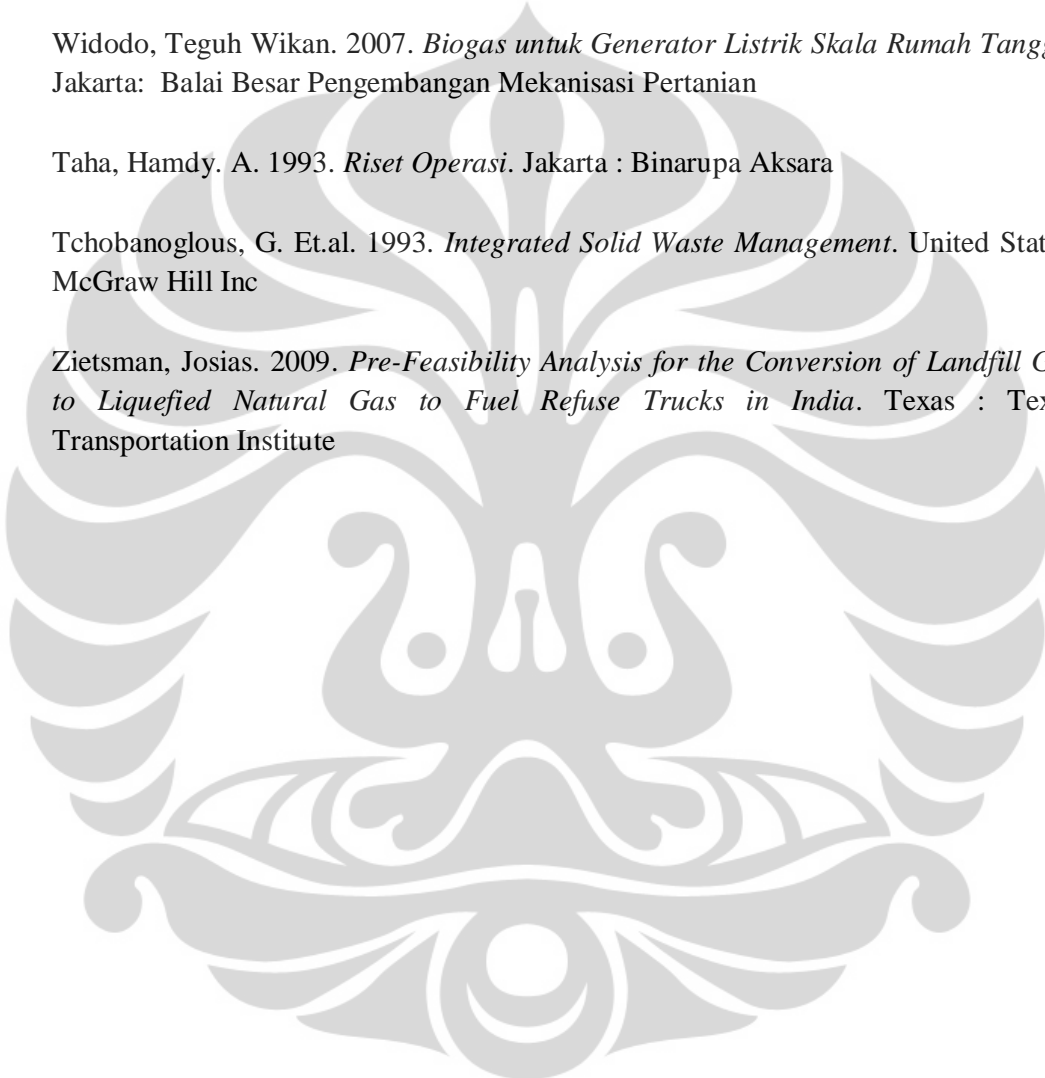 Widodo, Teguh Wikan. 2007. Biogas untuk Generator Listrik Skala Rumah Tangg
Jakarta: Balai Besar Pengembangan Mekanisasi Pertanian
Taha, Hamdy. A. 1993. Riset Operasi. Jakarta : Binarupa Aksara
Tchobanoglous, G. Et.al. 1993. Integrated Solid Waste Management. United Stat
McGraw Hill Inc
Zietsman, Josias. 2009. Pre-Feasibility Analysis for the Conversion of Landfill G
to Liquefied Natural Gas to Fuel Refuse Trucks in India. Texas : Tex
Transportation Institute